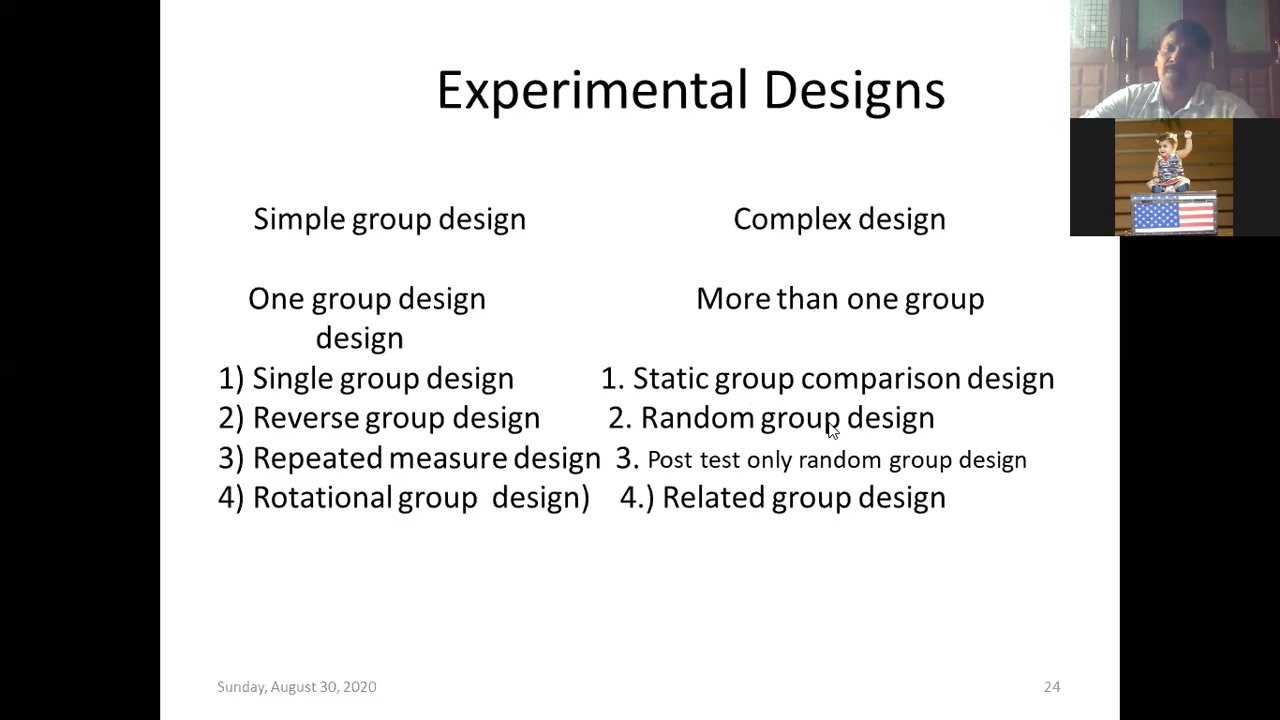 Experimental Designs
Simple group design Complex design
One group design More than one group
design
1) Single group design 1. Static group comparison design
2) Reverse group design 2. Random group design
3) Repeated measure design 3. Post test only random group design
4) Rotational group design) 4.) Related group design
Sunday, August 30, 2020 24